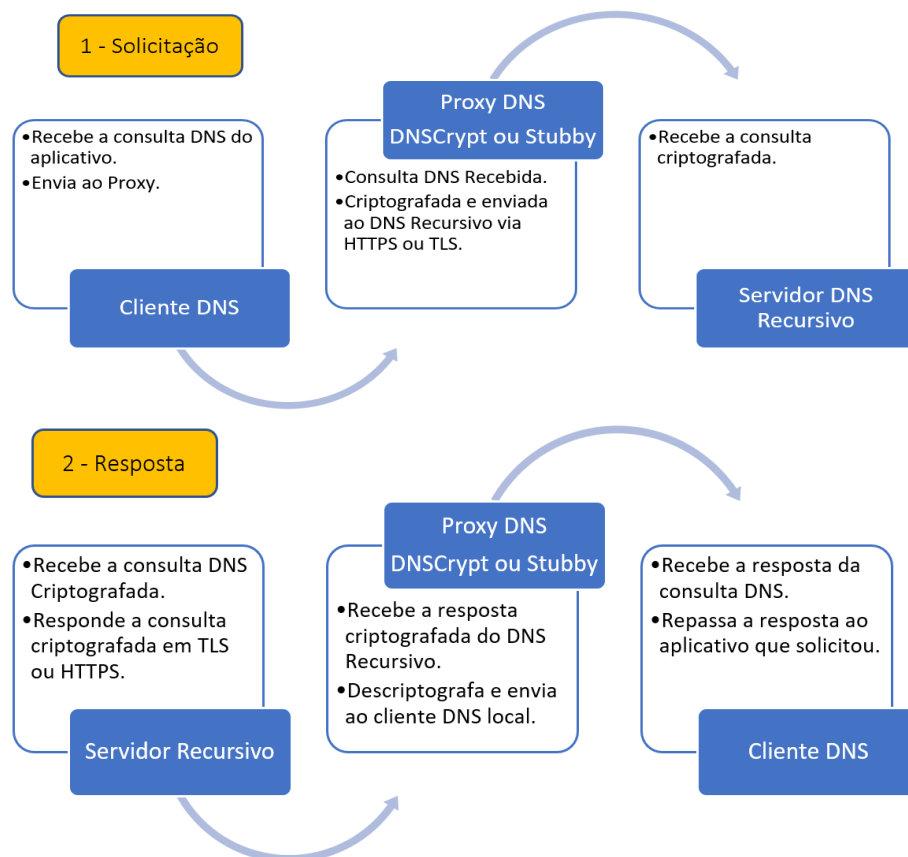 1 - Solicitação
•Recebe a consulta DNS do
aplicativo.
•Envia ao Proxy.
Cliente DNS
Proxy DNS
DNSCrypt ou Stubby
•Consulta DNS Recebida.
•Criptografada e enviada
ao DNS Recursivo via
HTTPS ou TLS.
•Recebe a consulta
criptografada.
Servidor DNS
Recursivo
2 - Resposta
•Recebe a consulta DNS
Criptografada.
•Responde a consulta
criptografada em TLS
ou HTTPS.
Servidor Recursivo
Proxy DNS
DNSCrypt ou Stubby
•Recebe a resposta
criptografada do DNS
Recursivo.
•Descriptografa e envia
ao cliente DNS local.
•Recebe a resposta da
consulta DNS.
•Repassa a resposta ao
aplicativo que solicitou.
Cliente DNS